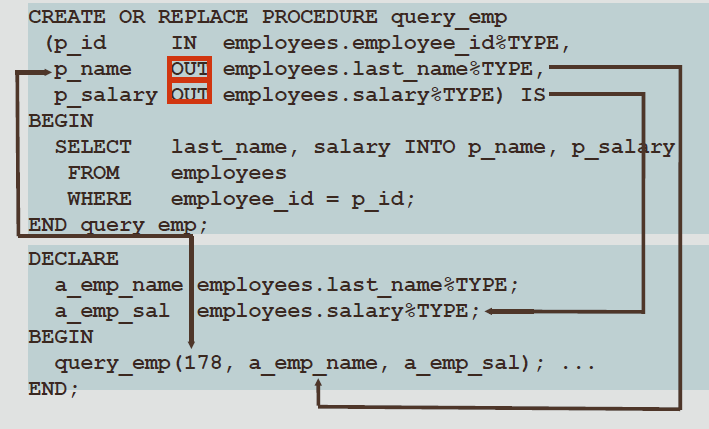 CREATE OR REPLACE PROCEDURE query_emp
(p_id IN employees.employee_id%TYPE,
p_name OUT employees.last_name%TYPE,
p_salary OUT employees.salary%TYPE) IS
BEGIN
SELECT last_name, salary INTO p_name, p_salary
FROM employees
WHERE employee_id = p_id;
END query_emp;
DECLARE
a_emp_name employees.last_name%TYPE;
a_emp_sal employees.salary%TYPE;
BEGIN
query_emp(178, a_emp_name, a_emp_sal); ...
END;